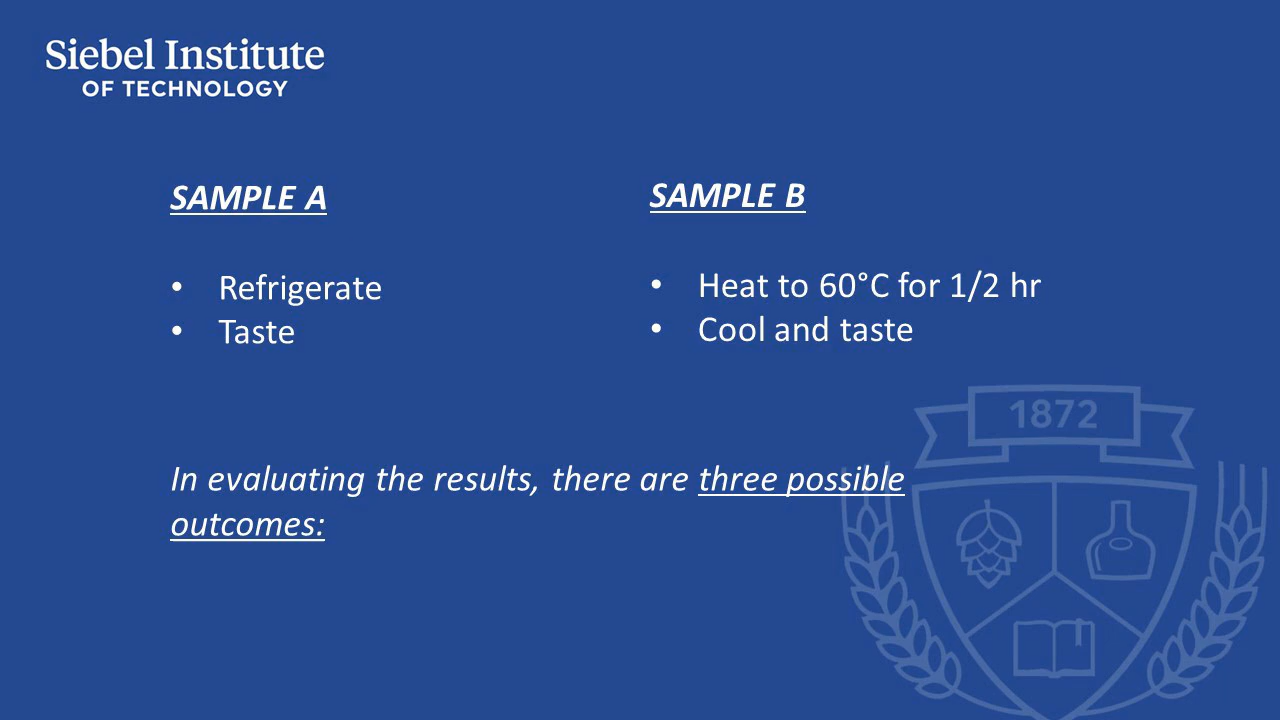 Siebel Institute
OF TECHNOLOGY
SAMPLE A
• Refrigerate
• Taste
SAMPLE B
• Heat to 60°C for 1/2 hr
• Cool and taste
In evaluating the results, there are three possible
outcomes:
1872